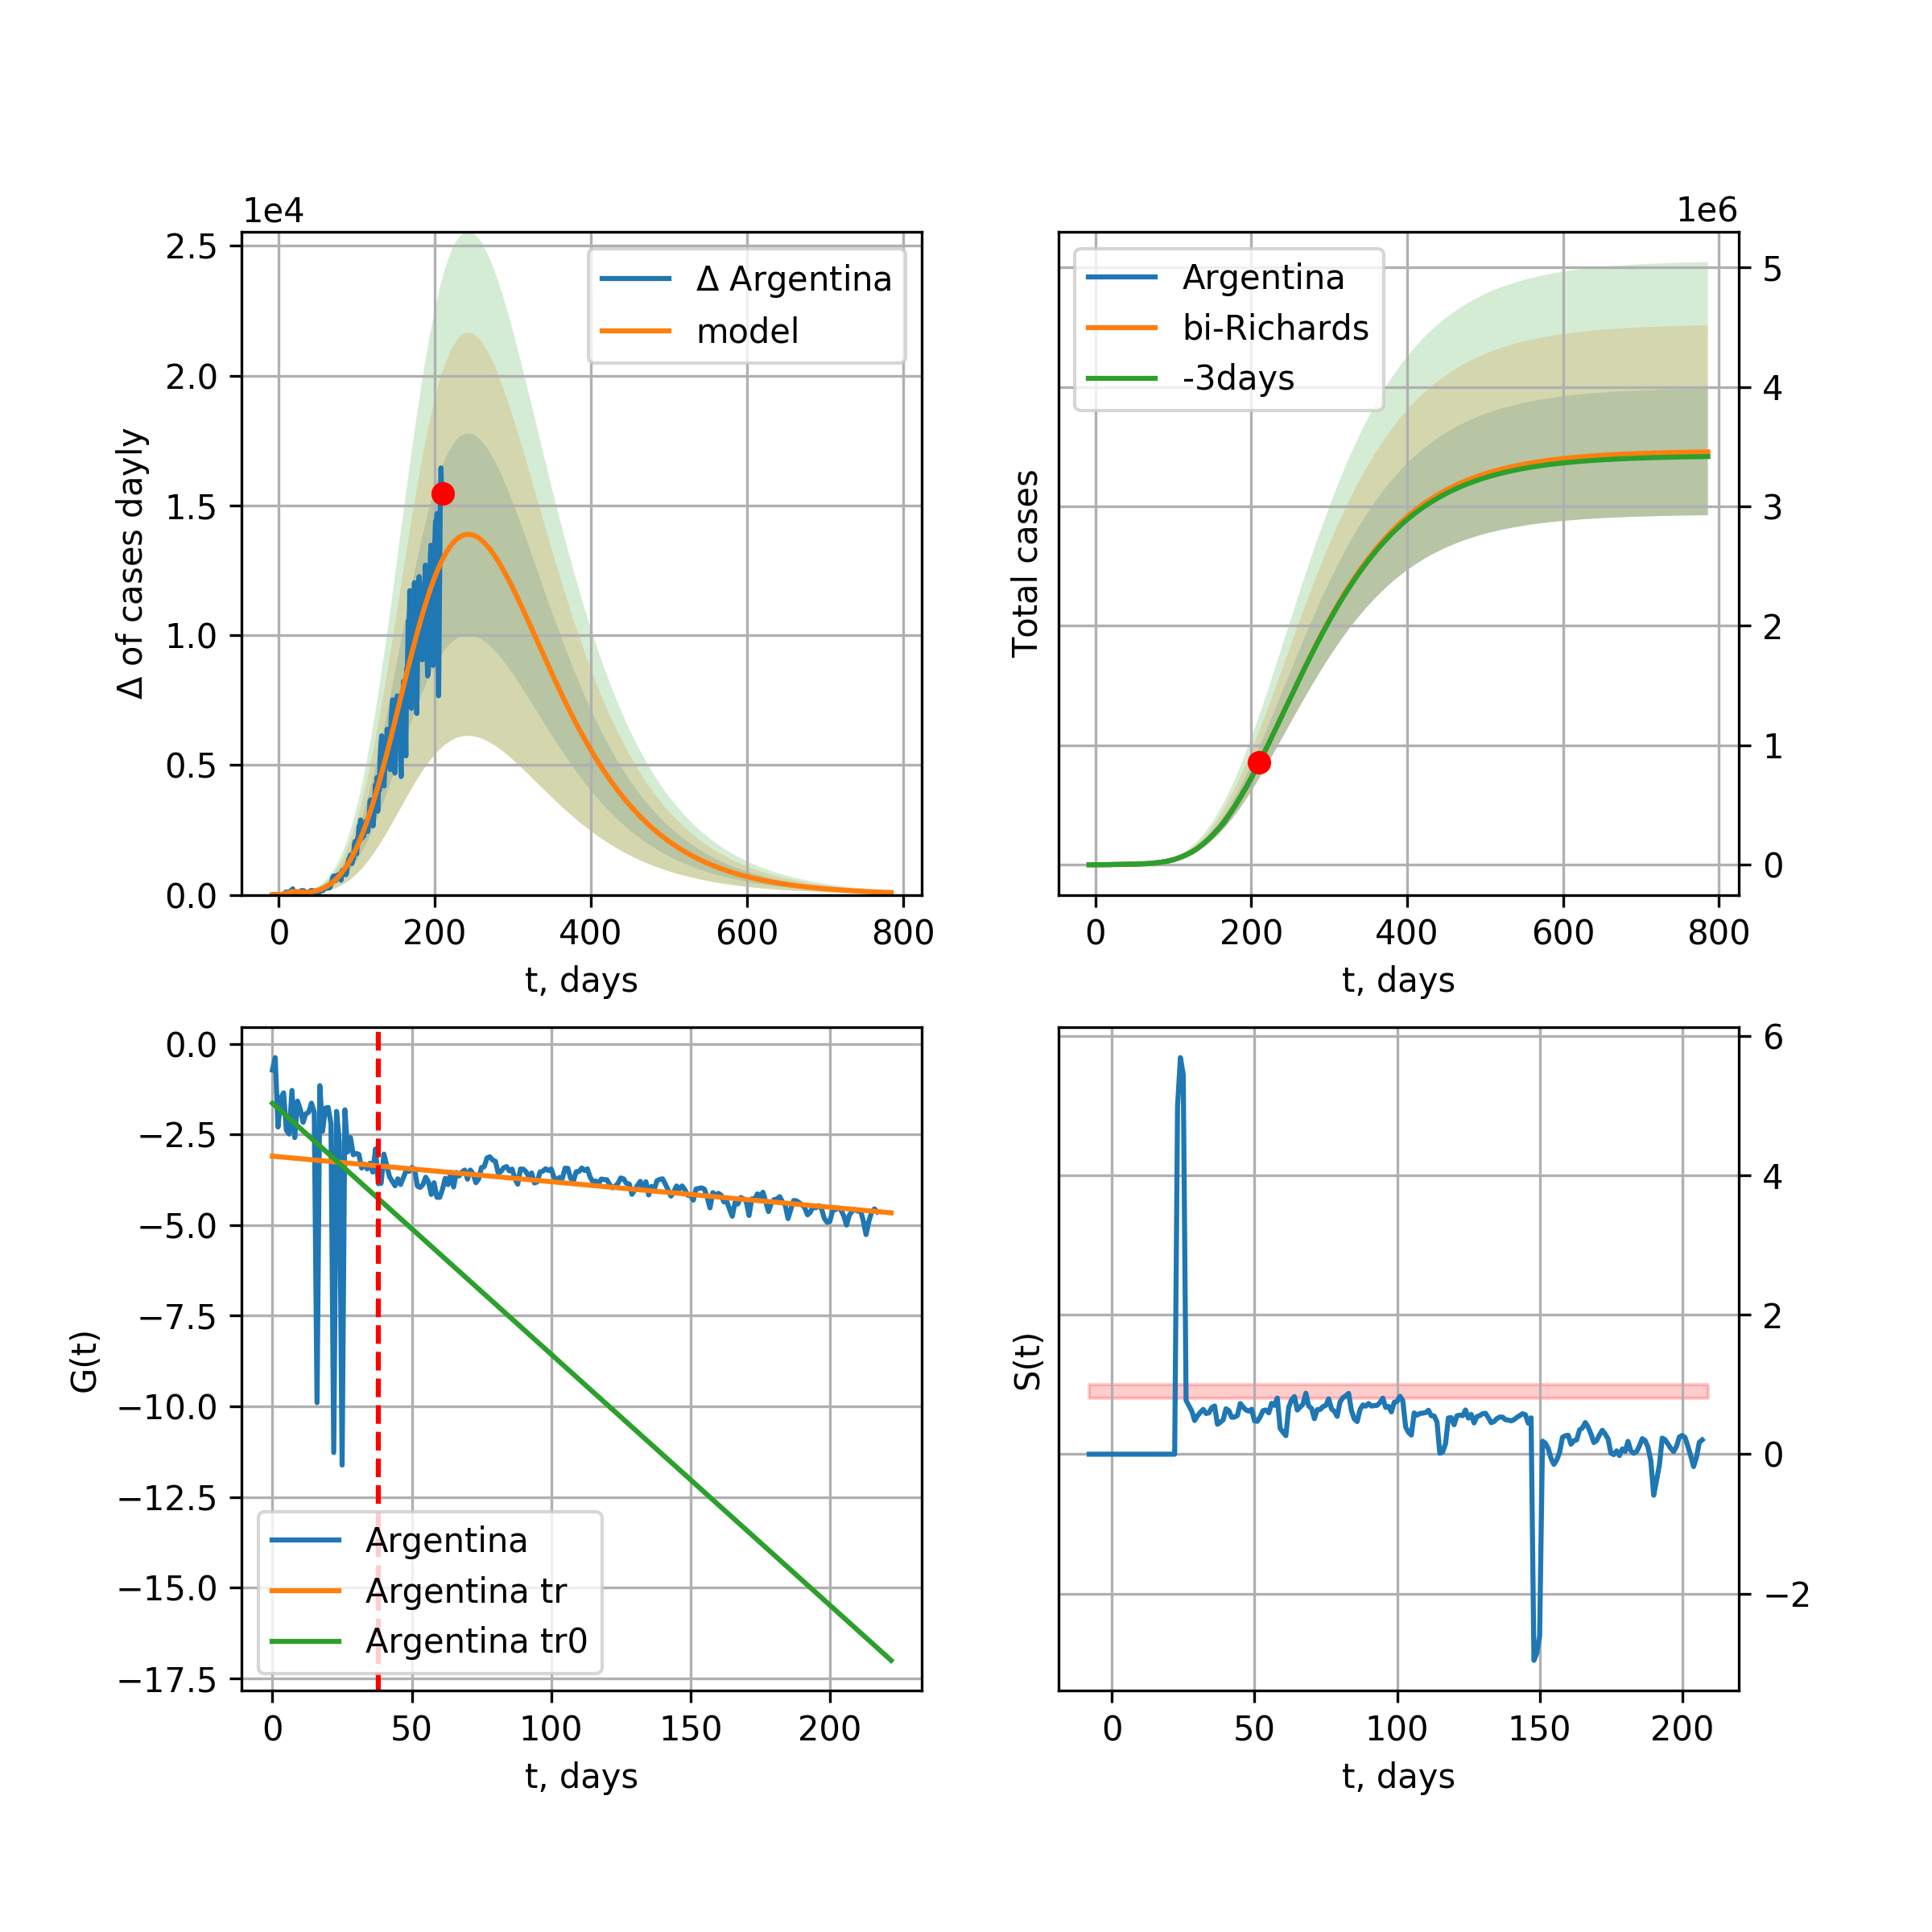 1e4
2.5
2.0
1.5
1.0
0.5
0.0
Δ of cases dayly
Δ Argentina
model
0 200 400 600 800
t, days
1e6
5
4
3
2
1
0
Total cases
Argentina
bi-Richards
-3days
0 200 400 600 800
t, days
0.0
−2.5
−5.0
−7.5
−10.0
−12.5
−15.0
−17.5
G(t)
Argentina
Argentina tr
Argentina tr0
0 50 100 150 200
t, days
6
4
2
0
−2
S(t)
0 50 100 150 200
t, days